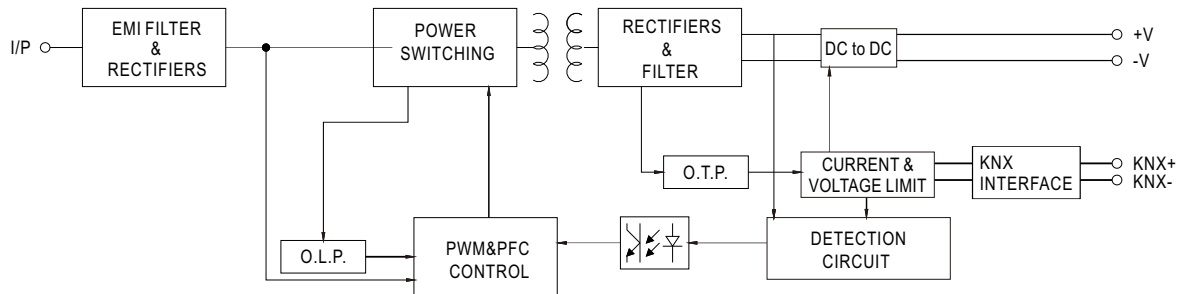 I/P
EMI FILTER
&
RECTIFIERS
POWER
SWITCHING
RECTIFIERS
&
FILTER
DC to DC
+V
-V
O.T.P.
CURRENT &
VOLTAGE LIMIT
KNX
INTERFACE
KNX+
KNX-
O.L.P.
PWM&PFC
CONTROL
DETECTION
CIRCUIT